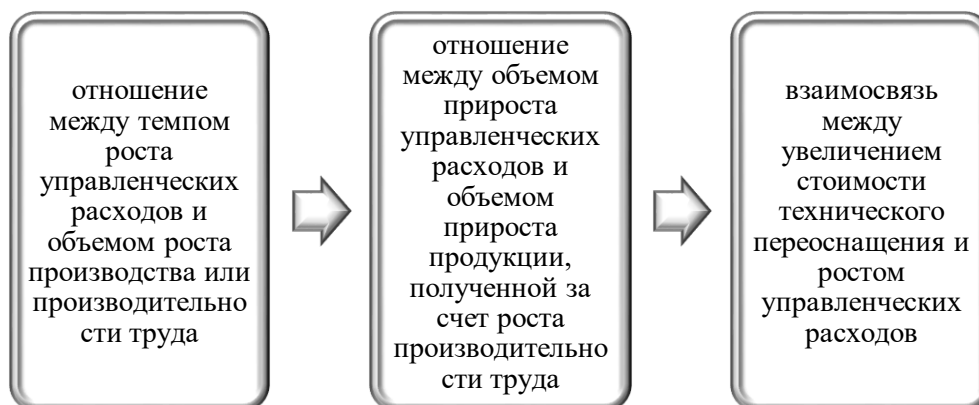 отношение
между темпом
роста
управленческих
расходов и
объемом роста
производства или
производительно
сти труда
отношение
между объемом
прироста
управленческих
расходов и
объемом
прироста
продукции,
полученной за
счет роста
производительно
сти труда
взаимосвязь
между
увеличением
стоимости
технического
переоснащения и
ростом
управленческих
расходов